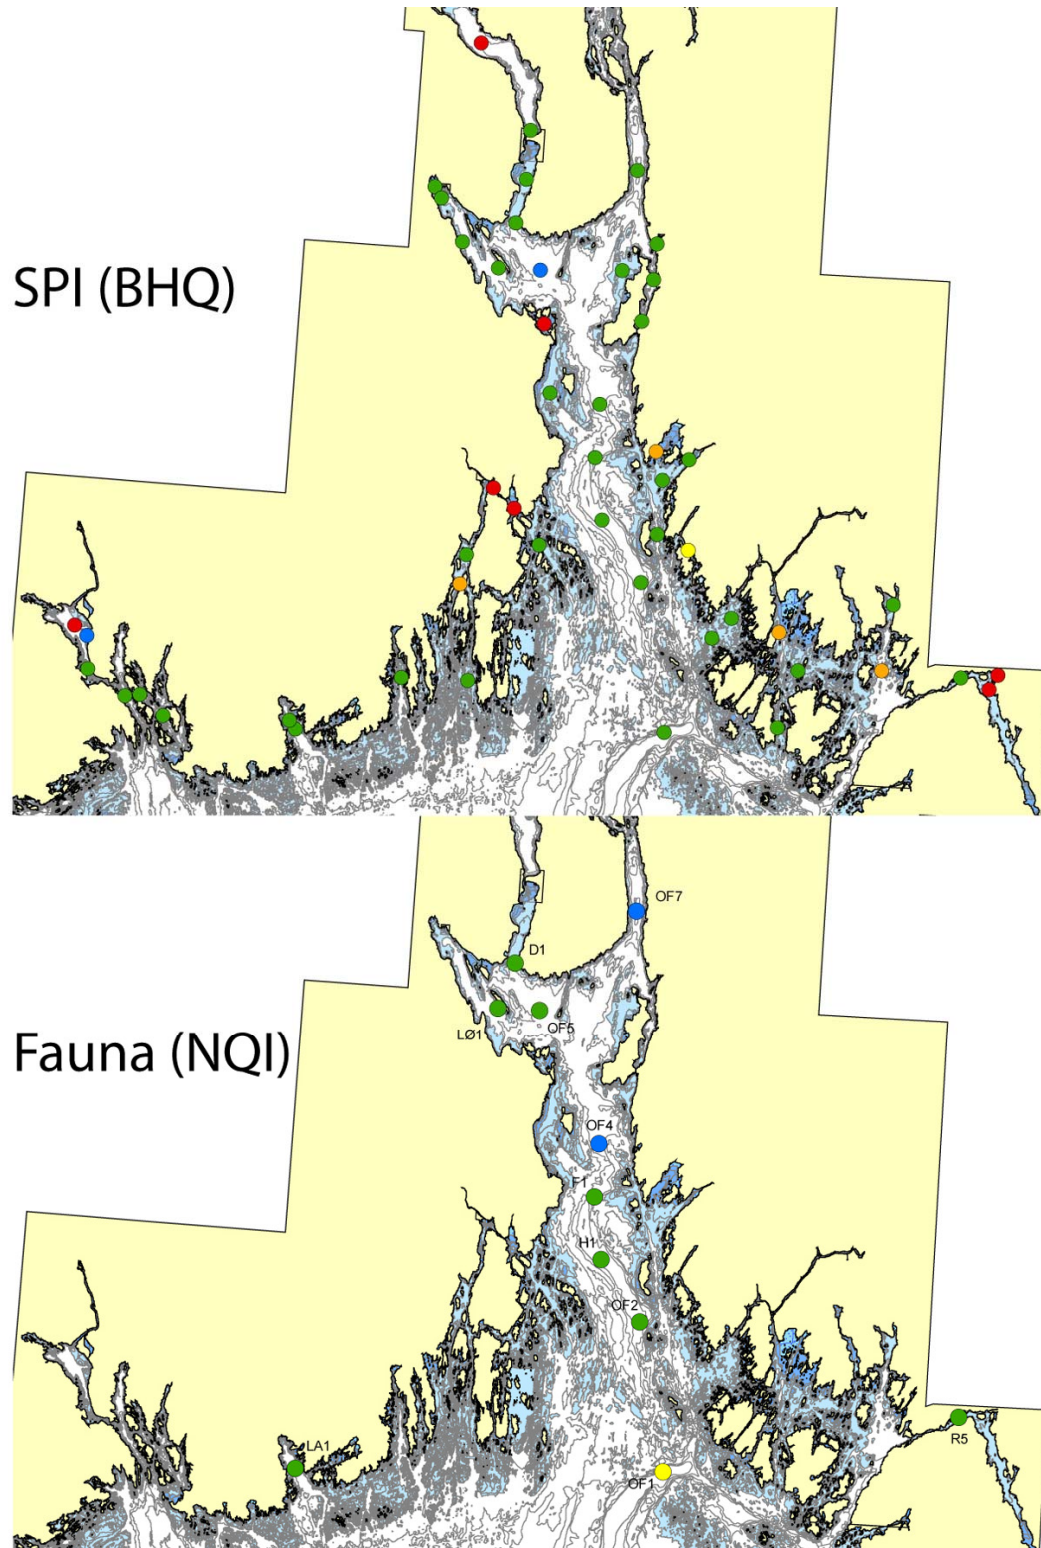 SPI (BHQ)
OF7
D1
LØ1
OF5
Fauna (NQI)
OF4
F1
H1
OF2
LA1
OF1
R5